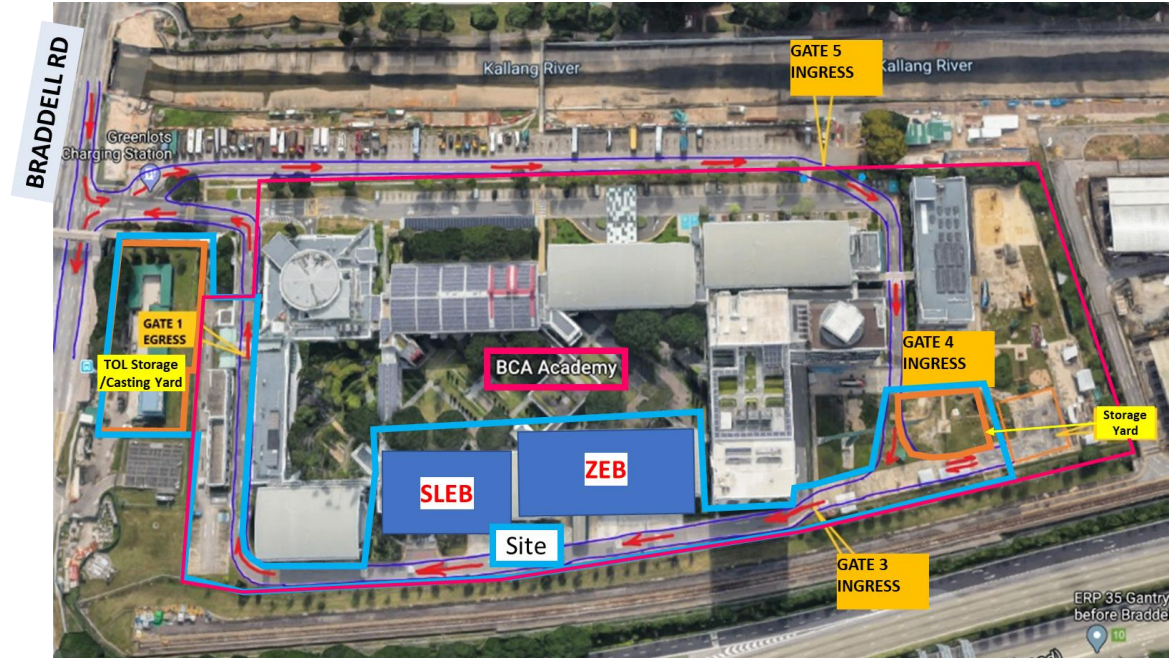 BRADDELL RD
GATE 5
INGRESS
Kallang River
Kallang River
Greenlots
Charging Station
GATE 1
EGRESS
TOL Storage
/Casting Yard
BCA Academy
GATE 4
INGRESS
Storage
Yard
SLEB
ZEB
Site
GATE 3
INGRESS
ERP 35 Gantry
before Bradde
10